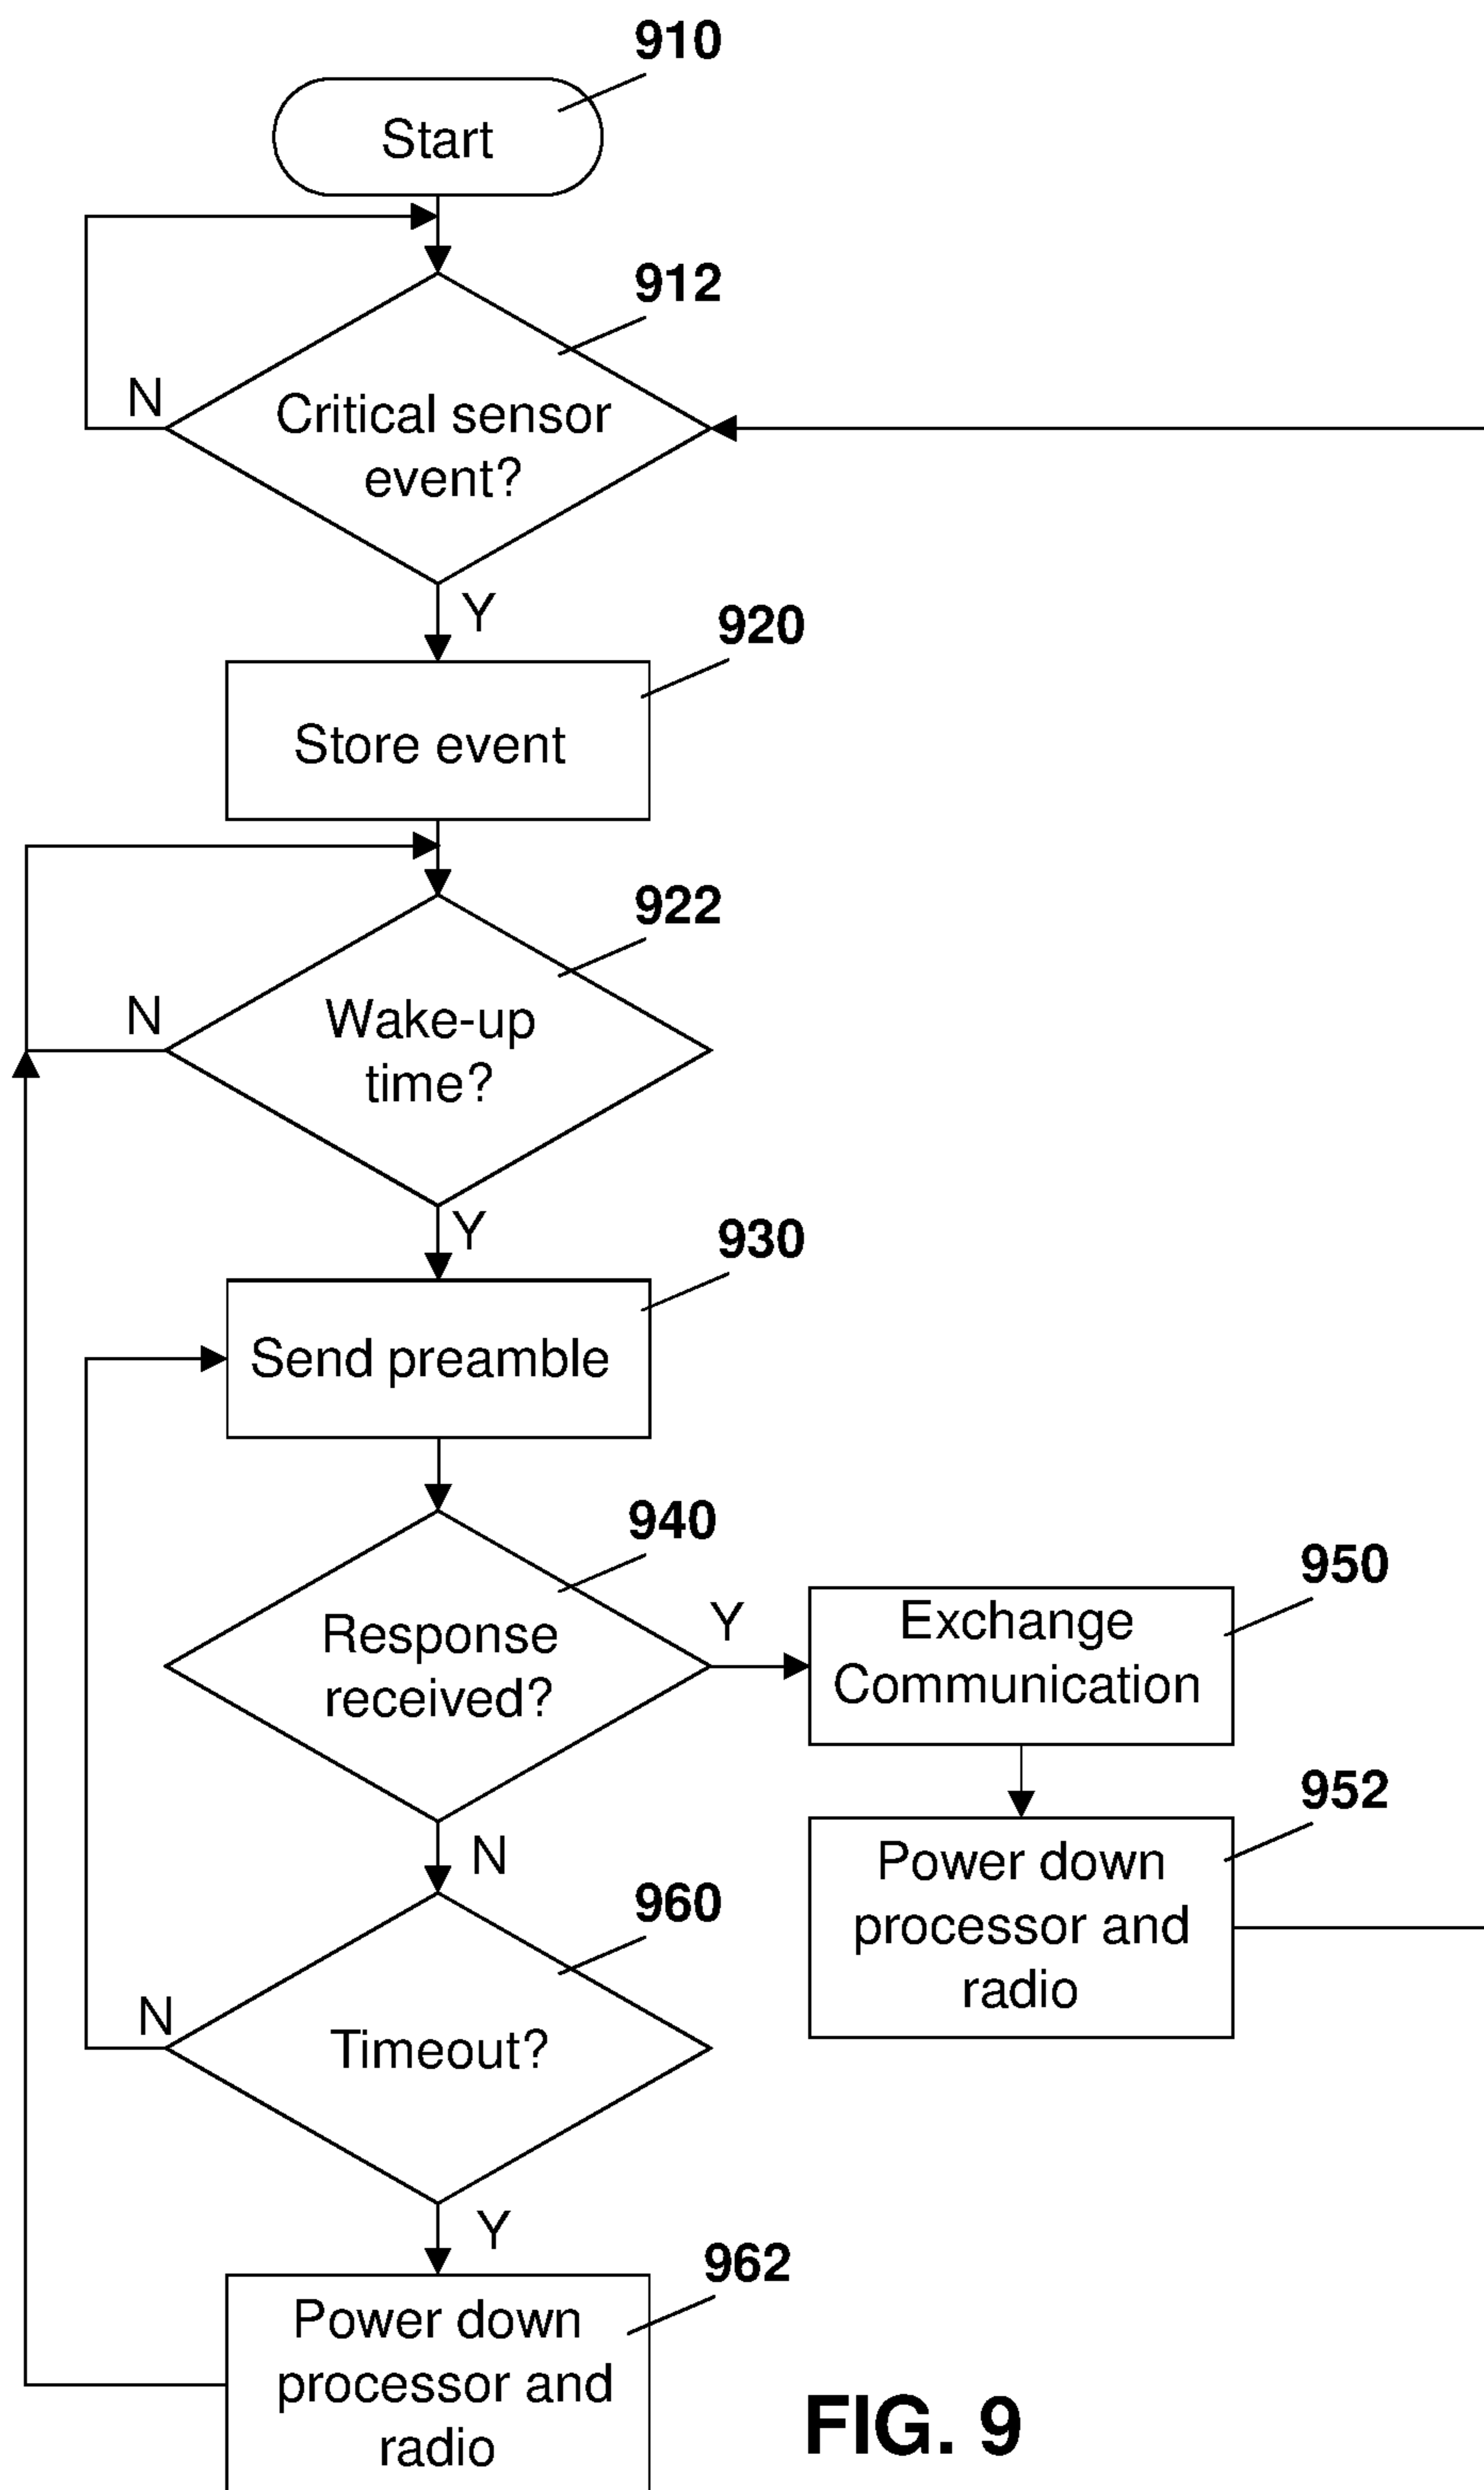 910
Start
912
N
Critical sensor
event?
Y
920
Store event
922
N
Wake-up
time?
Y
930
Send preamble
940
Response
received?
Y
950
Exchange
Communication
952
Power down
processor and
radio
N
960
N
Timeout?
Y
962
Power down
processor and
radio
FIG. 9